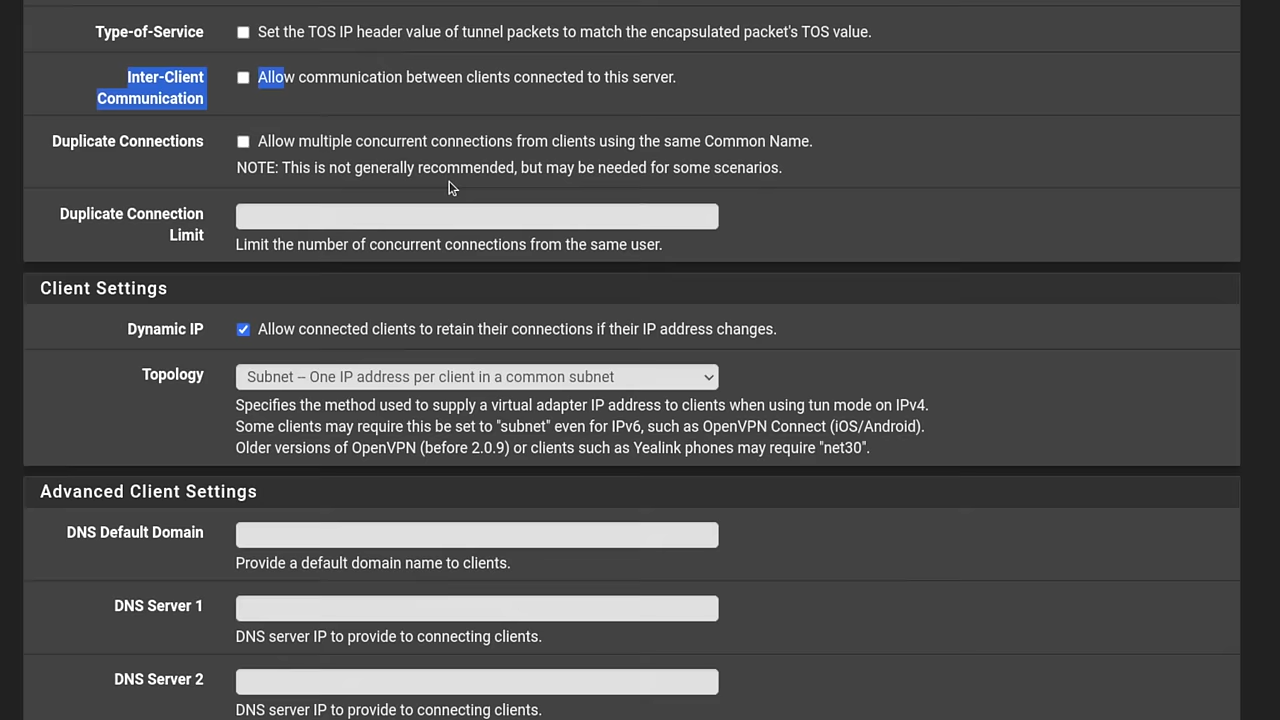 Type-of-Service
Set the TOS IP header value of tunnel packets to match the encapsulated packet's TOS value.
Inter-Client
Communication
Allow communication between clients connected to this server.
Duplicate Connections
Allow multiple concurrent connections from clients using the same Common Name.
NOTE: This is not generally recommended, but may be needed for some scenarios.
Duplicate Connection
Limit
Limit the number of concurrent connections from the same user.
Client Settings
Dynamic IP
Allow connected clients to retain their connections if their IP address changes.
Topology
Subnet -- One IP address per client in a common subnet
Specifies the method used to supply a virtual adapter IP address to clients when using tun mode on IPv4.
Some clients may require this be set to "subnet" even for IPv6, such as OpenVPN Connect (iOS/Android).
Older versions of OpenVPN (before 2.0.9) or clients such as Yealink phones may require "net30".
Advanced Client Settings
DNS Default Domain
Provide a default domain name to clients.
DNS Server 1
DNS server IP to provide to connecting clients.
DNS Server 2
DNS server IP to provide to connecting clients.